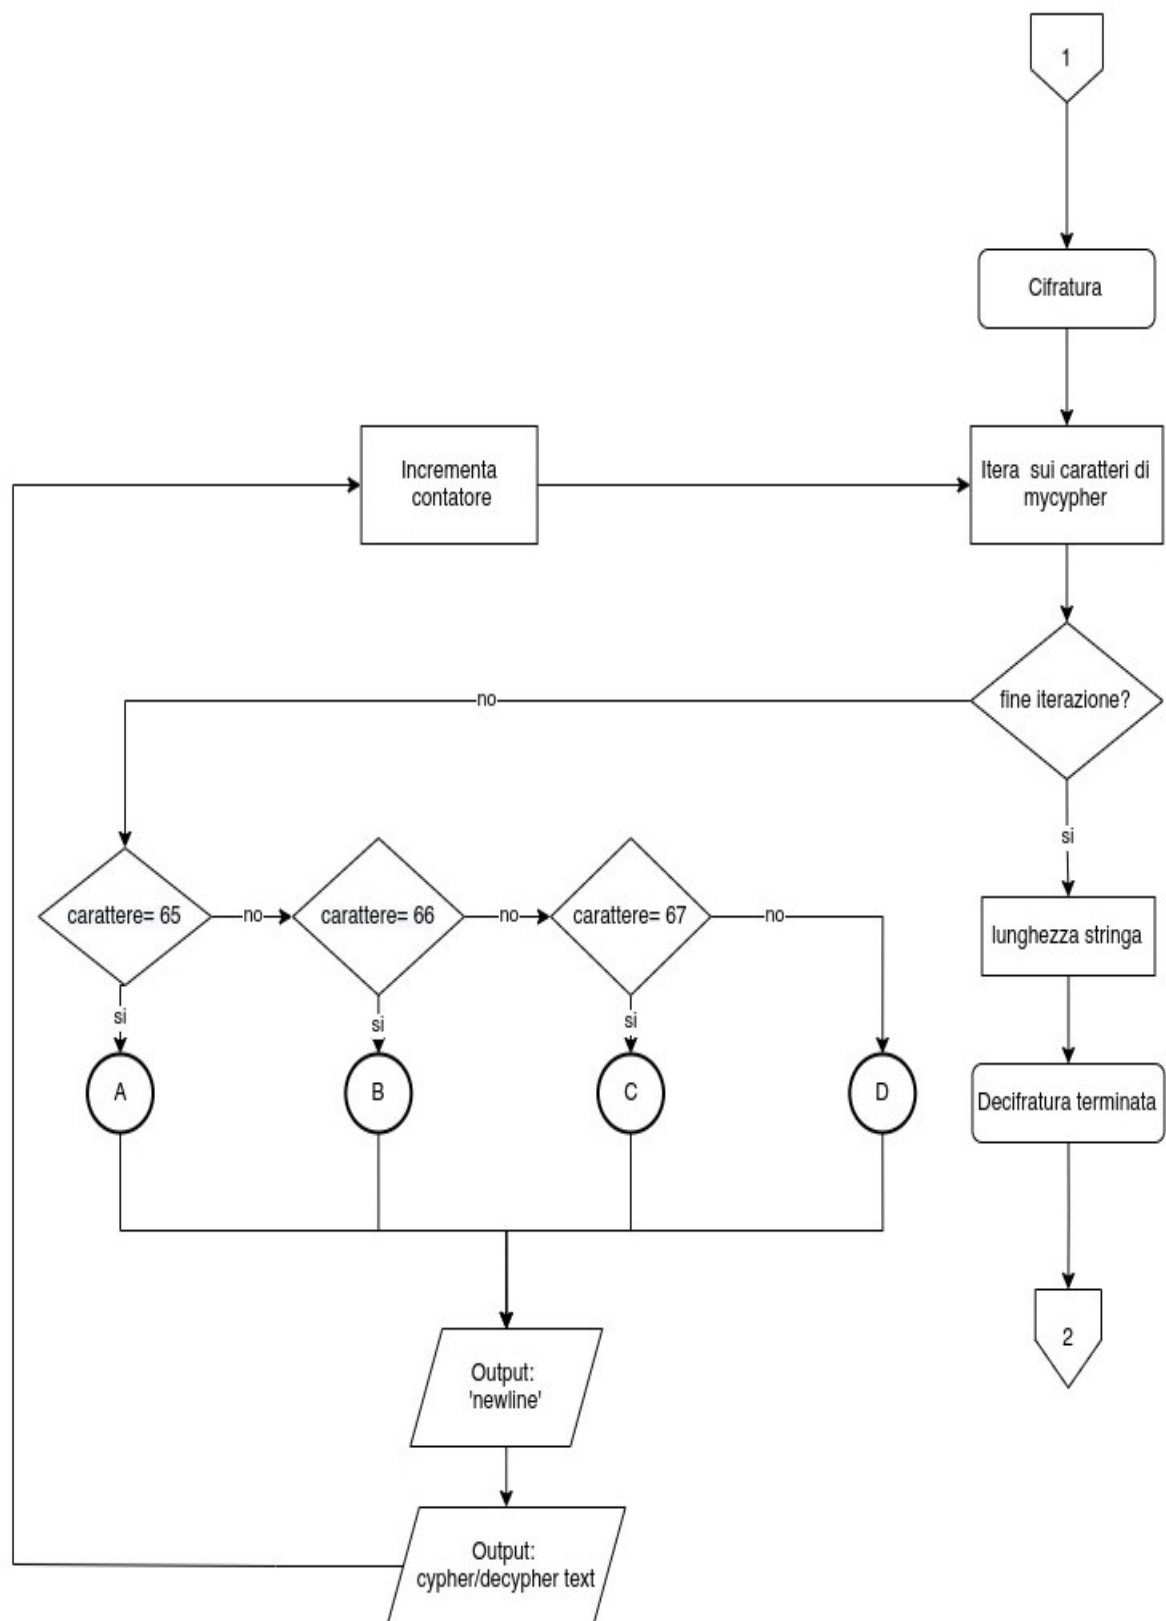 1
Cifratura
Incrementa
contatore
Itera sui caratteri di
mycypher
no
fine iterazione?
si
carattere= 65
no
carattere= 66
no
carattere= 67
no
lunghezza stringa
si
si
si
A
B
C
D
Decifratura terminata
Output:
'newline'
2
Output:
cypher/decypher text